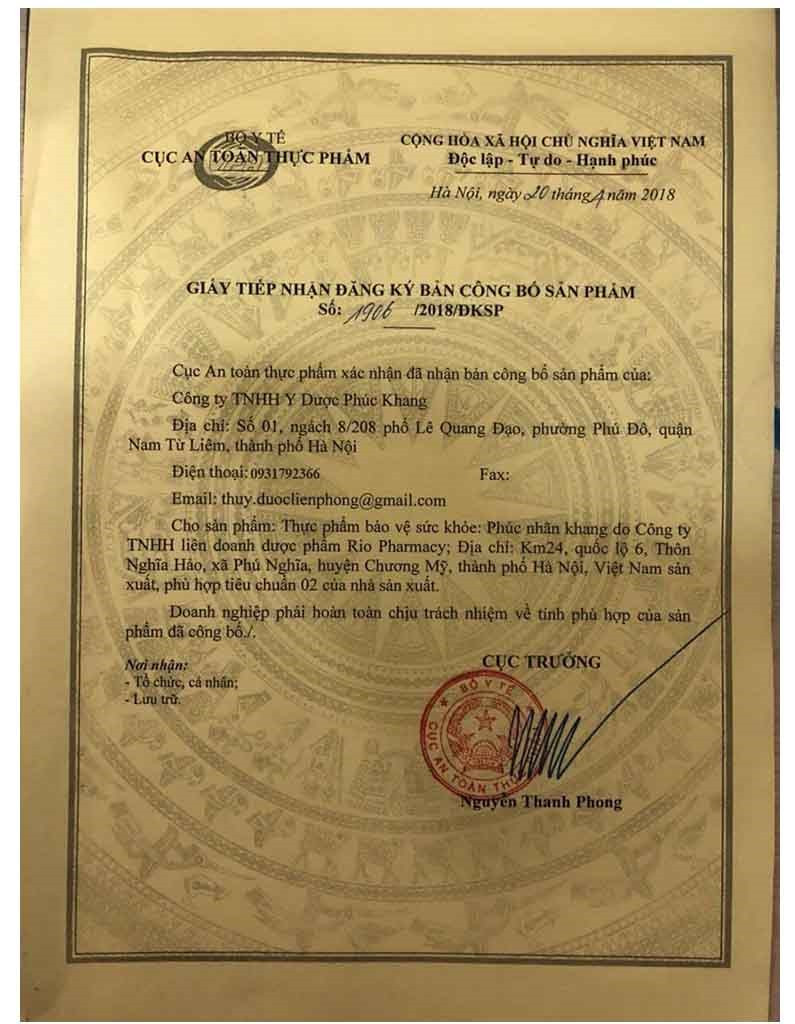 BỘ Y TẾ
CỤC AN TOÀN THỰC PHẨM
CỘNG HÒA XÃ HỘI CHỦ NGHĨA VIỆT NAM
Độc lập - Tự do - Hạnh phúc
Hà Nội, ngày 20 tháng 4 năm 2018
GIẤY TIẾP NHẬN ĐĂNG KÝ BẢN CÔNG BỐ SẢN PHẨM
Số: 1906 /2018/ĐKSP
Cục An toàn thực phẩm xác nhận đã nhận bản công bố sản phẩm của:
Công ty TNHH Y Dược Phúc Khang
Địa chỉ: Số 01, ngách 8/208 phố Lê Quang Đạo, phường Phú Đô, quận
Nam Từ Liêm, thành phố Hà Nội
Điện thoại: 0931792366 Fax:
Email: thuy.duoclienphong@gmail.com
Cho sản phẩm: Thực phẩm bảo vệ sức khỏe: Phúc nhãn khang do Công ty
TNHH liên doanh dược phẩm Rio Pharmacy; Địa chỉ: Km24, quốc lộ 6, Thôn
Nghĩa Hảo, xã Phú Nghĩa, huyện Chương Mỹ, thành phố Hà Nội, Việt Nam sản
xuất, phù hợp tiêu chuẩn 02 của nhà sản xuất.
Doanh nghiệp phải hoàn toàn chịu trách nhiệm về tính phù hợp của sản
phẩm đã công bố./.
Nơi nhận:
- Tổ chức, cá nhân;
- Lưu trữ.
CỤC TRƯỞNG
BỘ Y TẾ
CỤC AN TOÀN
Nguyễn Thanh Phong